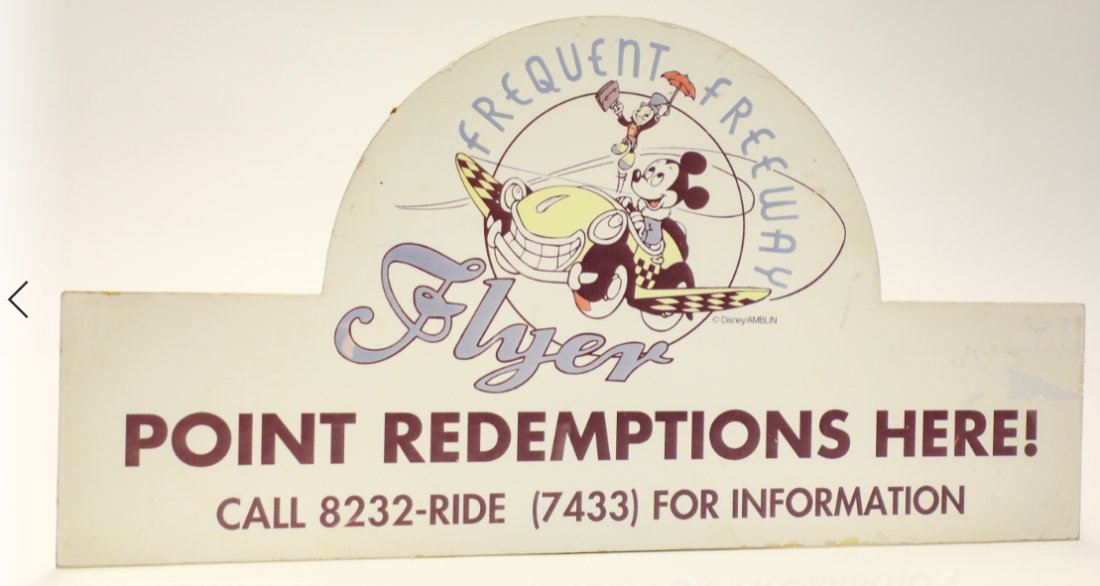 FREQUENT FREEWAY
Flyer
© Disney/AMBLIN
POINT REDEMPTIONS HERE!
CALL 8232-RIDE (7433) FOR INFORMATION